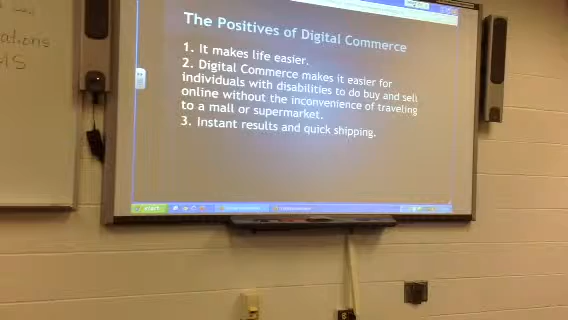 ations
MS
The Positives of Digital Commerce
1. It makes life easier.
2. Digital Commerce makes it easier for
individuals with disabilities to do buy and sell
online without the inconvenience of traveling
to a mall or supermarket.
3. Instant results and quick shipping.
start